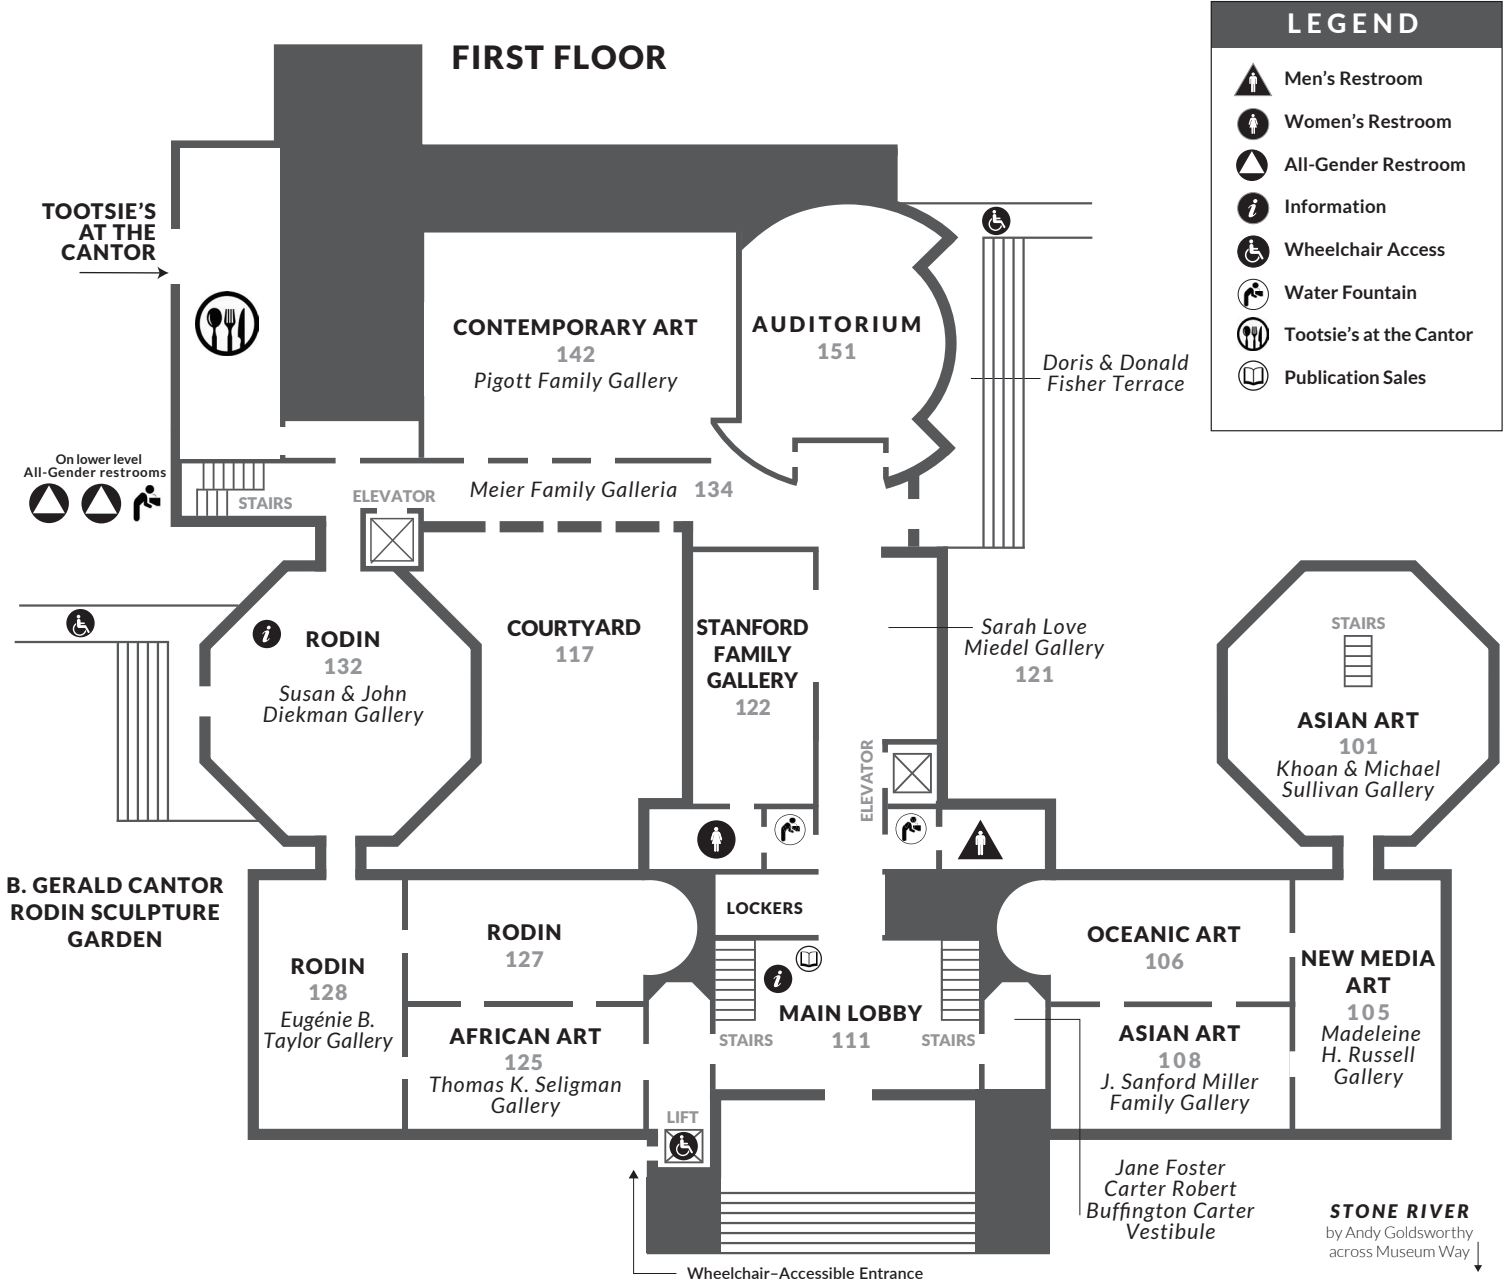 FIRST FLOOR
LEGEND
Men's Restroom
Women's Restroom
All-Gender Restroom
Information
Wheelchair Access
Water Fountain
Tootsie's at the Cantor
Publication Sales
TOOTSIE'S
AT THE
CANTOR
CONTEMPORARY ART
142
Pigott Family Gallery
AUDITORIUM
151
Doris & Donald
Fisher Terrace
On lower level
All-Gender restrooms
STAIRS
ELEVATOR
Meier Family Galleria 134
RODIN
132
Susan & John
Diekman Gallery
COURTYARD
117
STANFORD
FAMILY
GALLERY
122
Sarah Love
Miedel Gallery
121
STAIRS
ASIAN ART
101
Khoan & Michael
Sullivan Gallery
ELEVATOR
B. GERALD CANTOR
RODIN SCULPTURE
GARDEN
RODIN
128
Eugénie B.
Taylor Gallery
RODIN
127
AFRICAN ART
125
Thomas K. Seligman
Gallery
LOCKERS
MAIN LOBBY
111
STAIRS
STAIRS
OCEANIC ART
106
ASIAN ART
108
J. Sanford Miller
Family Gallery
NEW MEDIA
ART
105
Madeleine
H. Russell
Gallery
LIFT
Jane Foster
Carter Robert
Buffington Carter
Vestibule
STONE RIVER
by Andy Goldsworthy
across Museum Way
Wheelchair–Accessible Entrance